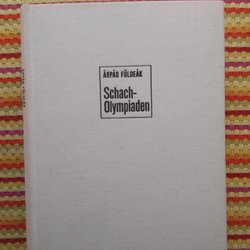 ÁRPÁD FÖLDEÁK
Schach-
Olympiaden